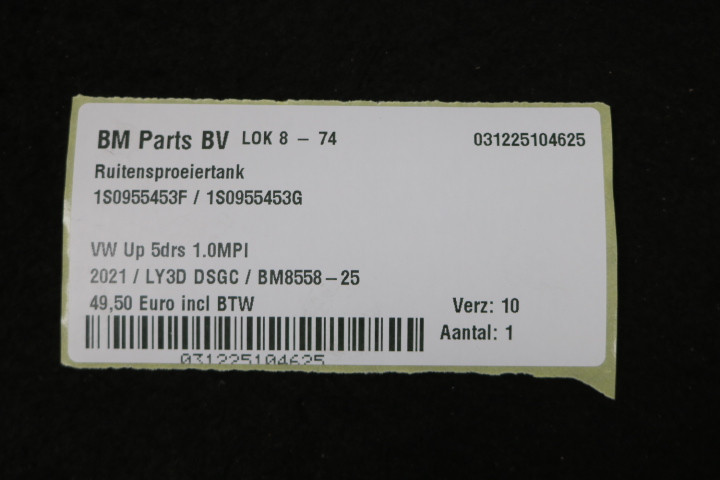 BM Parts BV LOK 8 - 74 031225104625
Ruitensproeiertank
1S0955453F / 1S0955453G
VW Up 5drs 1.0MPI
2021 / LY3D DSGC / BM8558-25
49,50 Euro incl BTW Verz: 10
Aantal: 1
031225104625